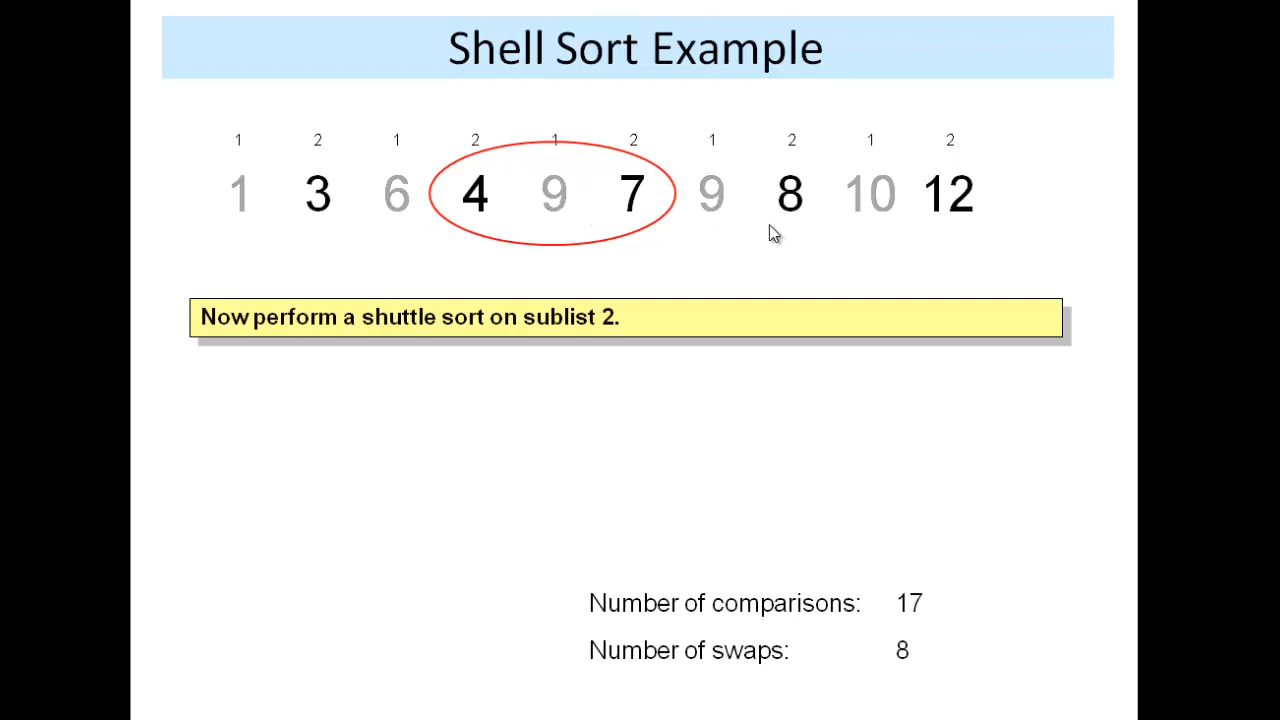 Shell Sort Example
1 2 1 2 1 2 1 2 1 2
1 3 6 4 9 7 9 8 10 12
Now perform a shuttle sort on sublist 2.
Number of comparisons: 17
Number of swaps: 8